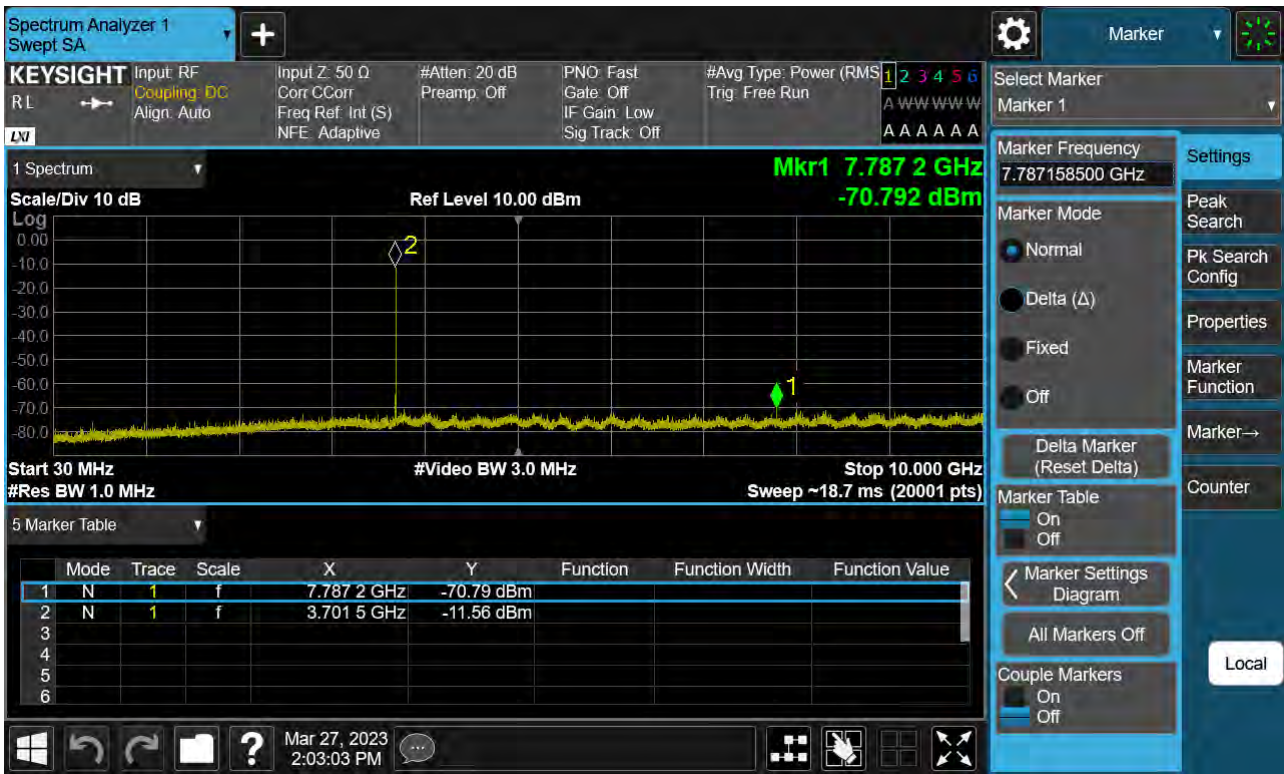 Spectrum Analyzer 1
Swept SA
+
Marker
KEYSIGHT
R L
LXI
Input: RF
Coupling: DC
Align: Auto
Input Z: 50 Ω
Corr CCorr
Freq Ref: Int (S)
NFE: Adaptive
#Atten: 20 dB
Preamp: Off
PNO: Fast
Gate: Off
IF Gain: Low
Sig Track: Off
#Avg Type: Power (RMS
Trig: Free Run
1 2 3 4 5 6
A W W W W W
A A A A A A
Select Marker
Marker 1
1 Spectrum
Mkr1 7.787 2 GHz
Scale/Div 10 dB Ref Level 10.00 dBm -70.792 dBm
Log
0.00
-10.0
-20.0
-30.0
-40.0
-50.0
-60.0
-70.0
-80.0
2
1
Start 30 MHz #Video BW 3.0 MHz Stop 10.000 GHz
#Res BW 1.0 MHz Sweep ~18.7 ms (20001 pts)
5 Marker Table
Mode Trace Scale X Y Function Function Width Function Value
1 N 1 f 7.787 2 GHz -70.79 dBm
2 N 1 f 3.701 5 GHz -11.56 dBm
3
4
5
6
Marker Frequency
7.787158500 GHz
Marker Mode
Normal
Delta (Δ)
Fixed
Off
Delta Marker
(Reset Delta)
Marker Table
On
Off
Marker Settings
Diagram
All Markers Off
Couple Markers
On
Off
Settings
Peak
Search
Pk Search
Config
Properties
Marker
Function
Marker→
Counter
Local
?
Mar 27, 2023
2:03:03 PM